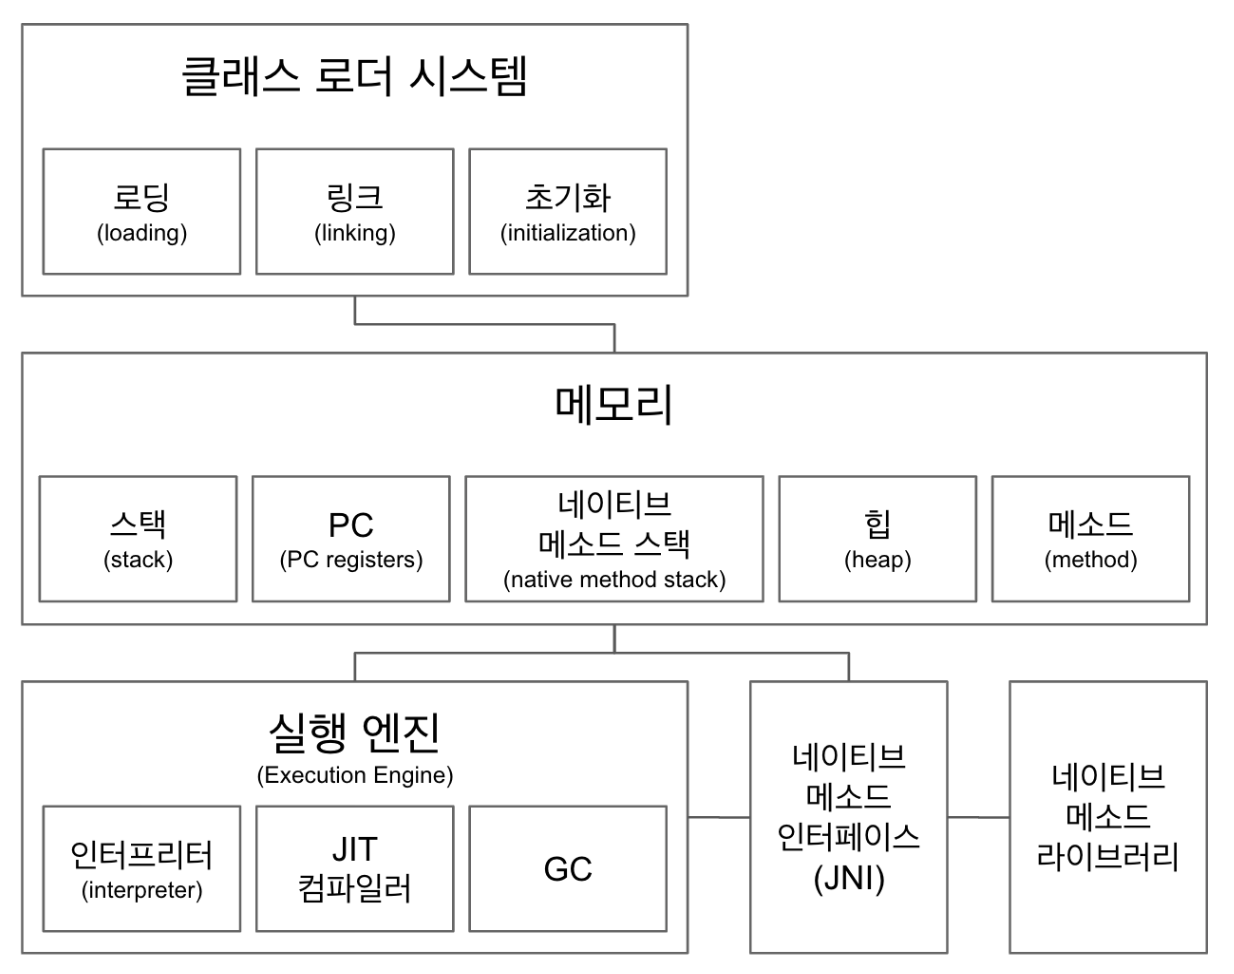 클래스 로더 시스템
로딩
(loading)
링크
(linking)
초기화
(initialization)
메모리
스택
(stack)
PC
(PC registers)
네이티브
메소드 스택
(native method stack)
힙
(heap)
메소드
(method)
실행 엔진
(Execution Engine)
인터프리터
(interpreter)
JIT
컴파일러
GC
네이티브
메소드
인터페이스
(JNI)
네이티브
메소드
라이브러리